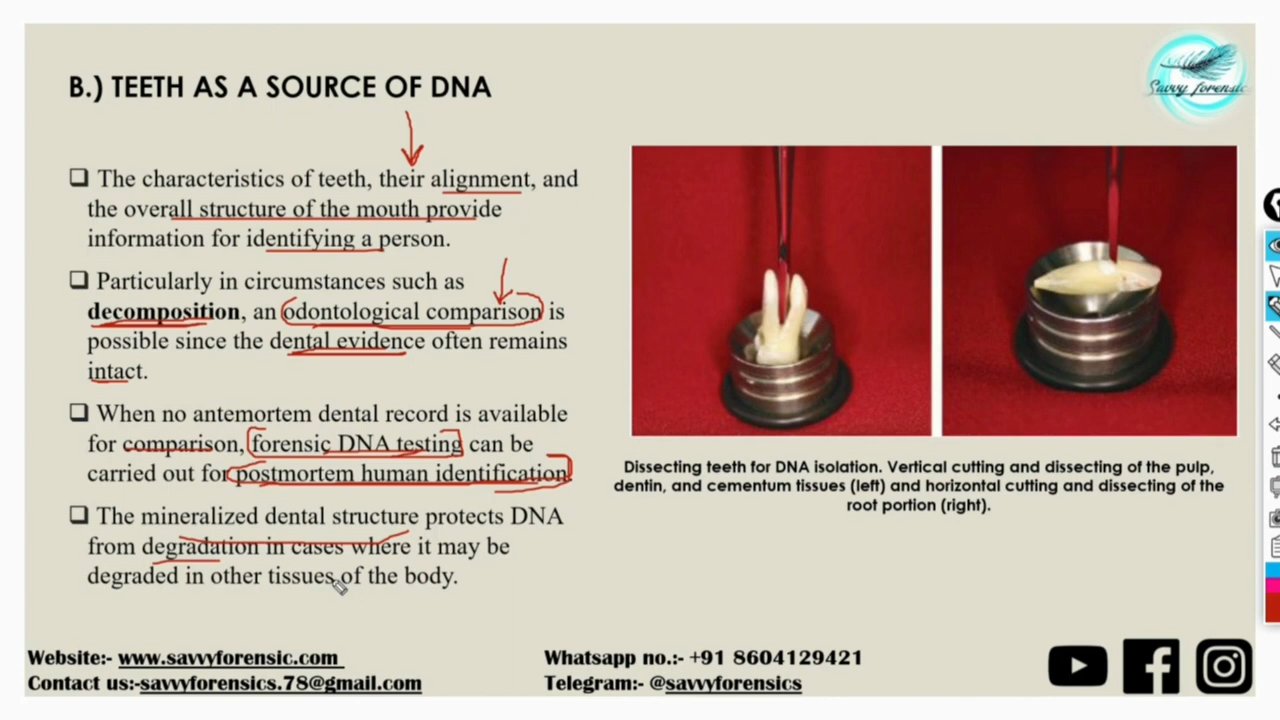 B.) TEETH AS A SOURCE OF DNA
Savvy forensic
❑ The characteristics of teeth, their alignment, and
the overall structure of the mouth provide
information for identifying a person.
❑ Particularly in circumstances such as
decomposition, an odontological comparison is
possible since the dental evidence often remains
intact.
❑ When no antemortem dental record is available
for comparison, forensic DNA testing can be
carried out for postmortem human identification
❑ The mineralized dental structure protects DNA
from degradation in cases where it may be
degraded in other tissues of the body.
Dissecting teeth for DNA isolation. Vertical cutting and dissecting of the pulp,
dentin, and cementum tissues (left) and horizontal cutting and dissecting of the
root portion (right).
Website:- www.savvyforensic.com
Contact us:-savvyforensics.78@gmail.com
Whatsapp no.:- +91 8604129421
Telegram:- @savvyforensics